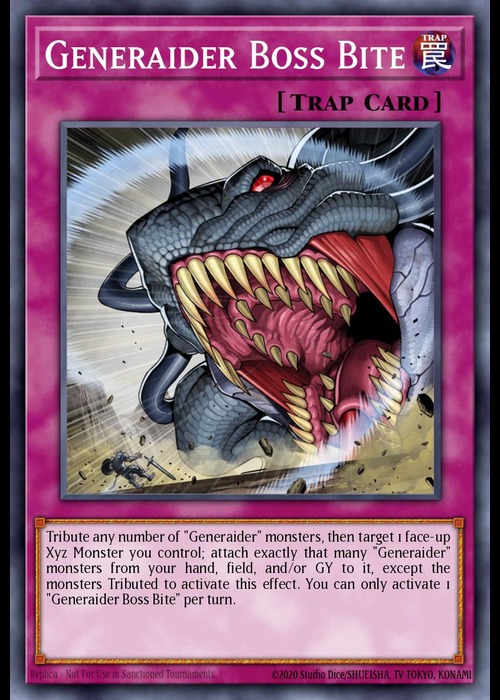 GENERAIDER BOSS BITE
TRAP
罠
[TRAP CARD]
Tribute any number of "Generaider" monsters, then target 1 face-up
Xyz Monster you control; attach exactly that many "Generaider"
monsters from your hand, field, and/or GY to it, except the
monsters Tributed to activate this effect. You can only activate 1
"Generaider Boss Bite" per turn.
Replica - Not For Use in Sanctioned Tournaments.
©2020 Studio Dice/SHUEISHA, TV TOKYO, KONAMI